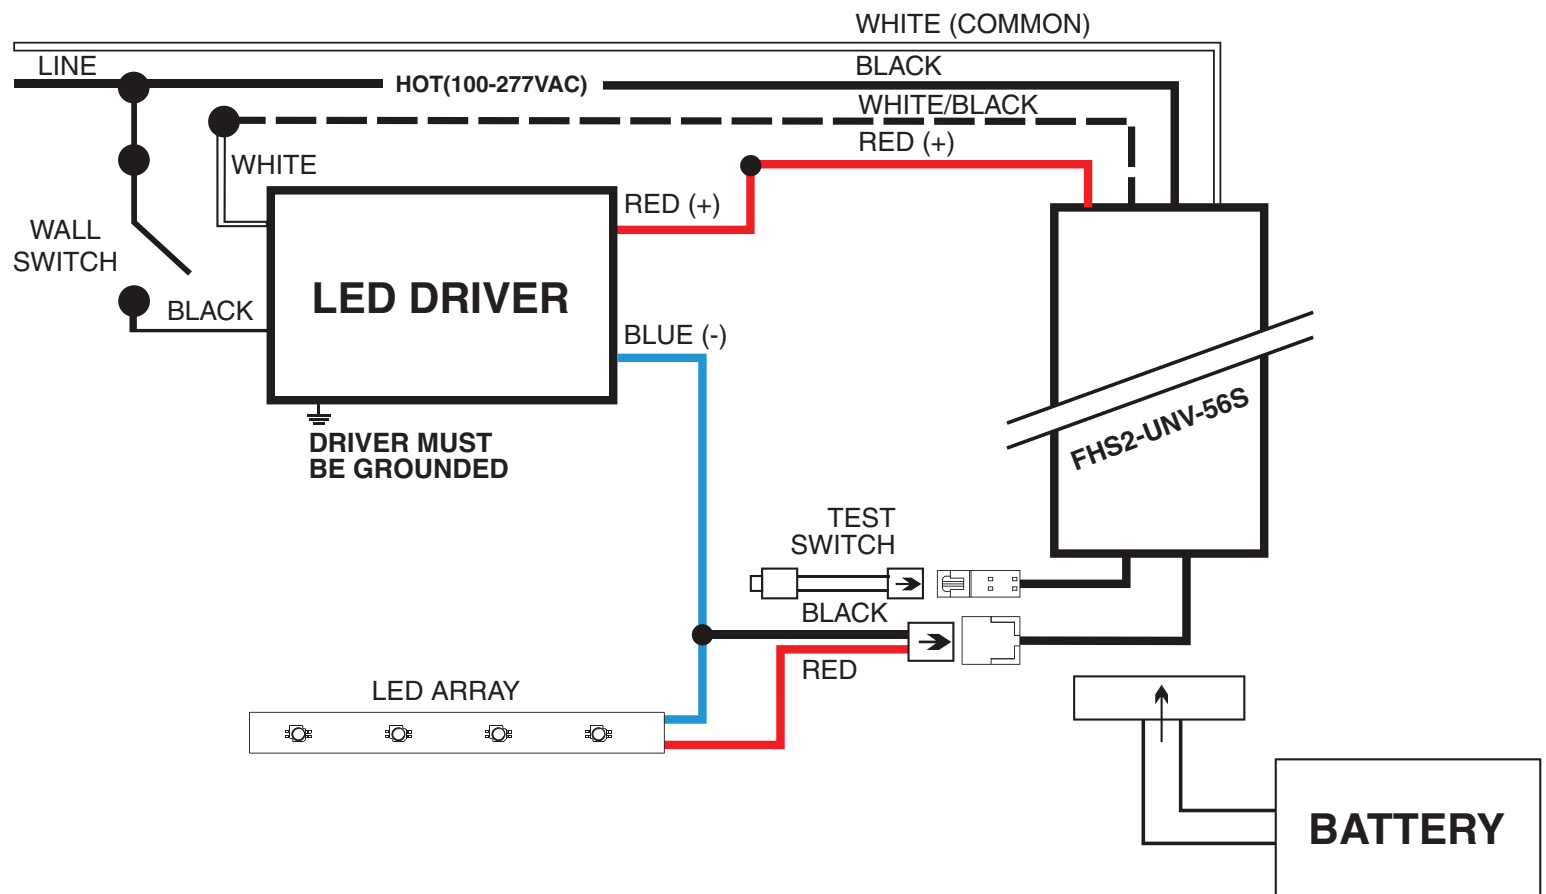 WHITE (COMMON)
LINE
BLACK
HOT(100-277VAC)
WHITE/BLACK
RED (+)
WHITE
RED (+)
WALL
SWITCH
LED DRIVER
BLACK
BLUE (-)
DRIVER MUST
BE GROUNDED
FHS2-UNV-56S
TEST
SWITCH
BLACK
RED
LED ARRAY
BATTERY